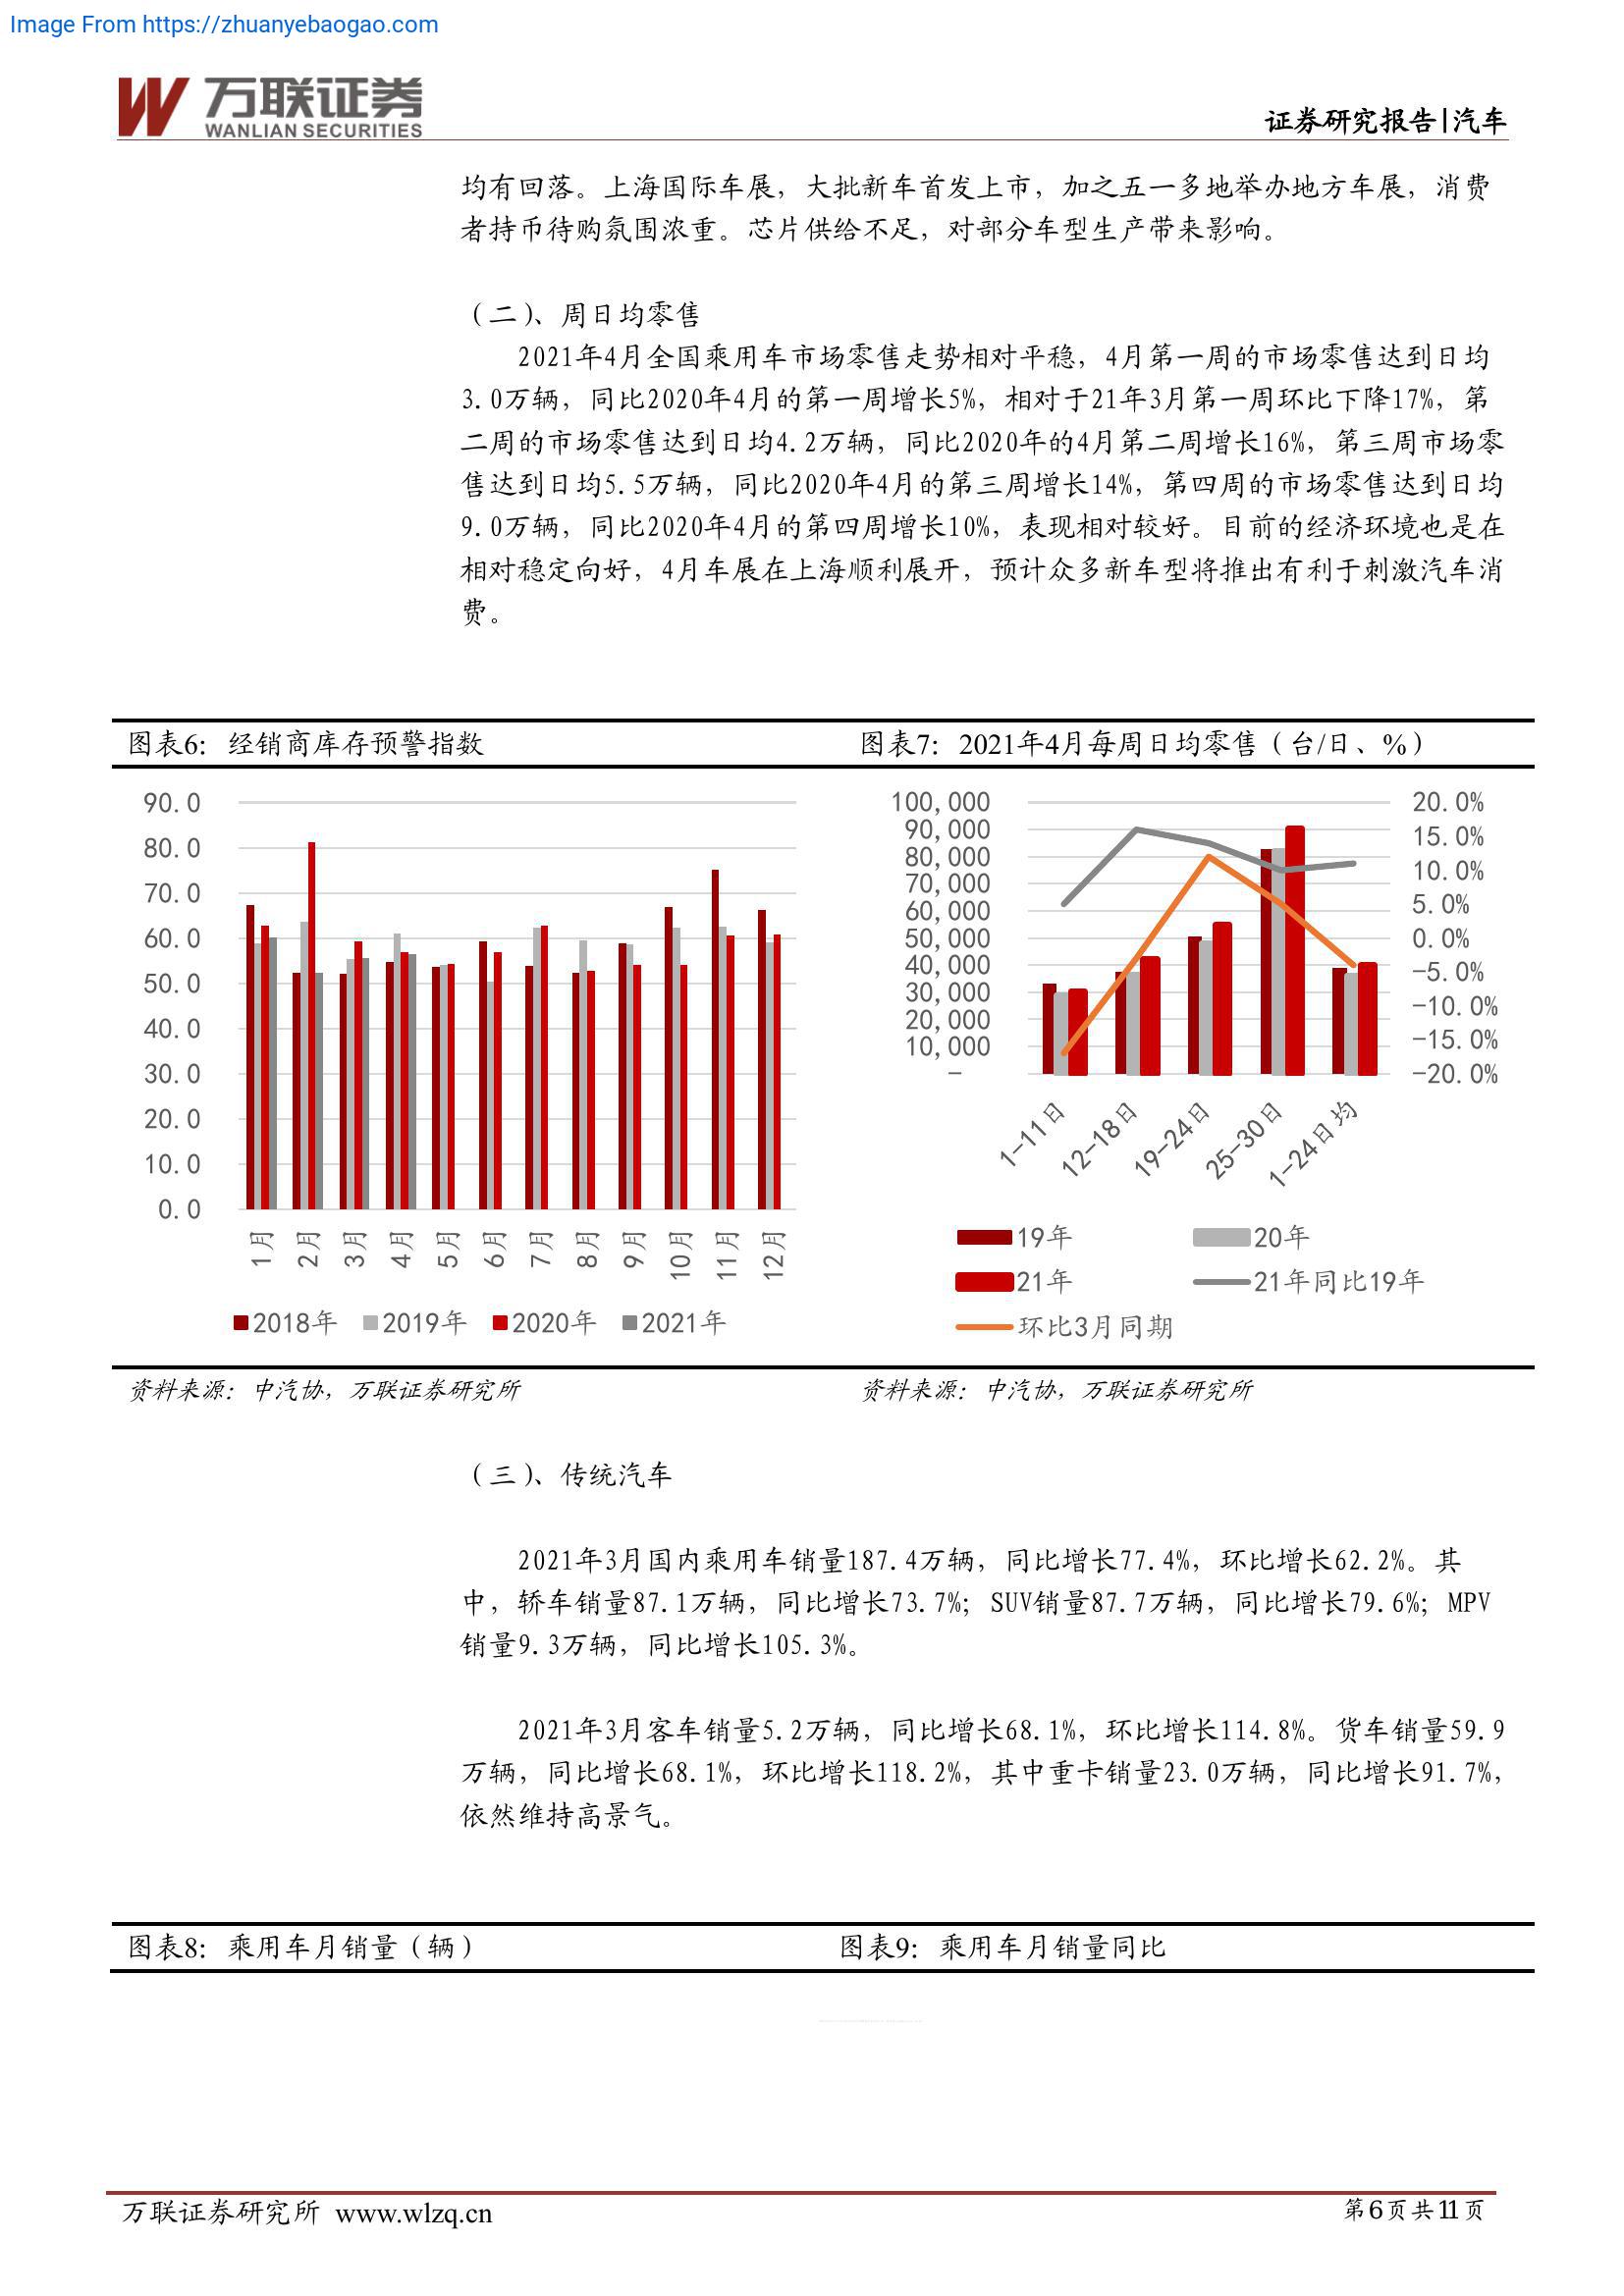 Image From https://zhuanyebaogao.com
万联证券
WANLIAN SECURITIES
证券研究报告|汽车
均有回落。上海国际车展，大批新车首发上市，加之五一多地举办地方车展，消费
者持币待购氛围浓重。芯片供给不足，对部分车型生产带来影响。
（二）、周日均零售
2021年4月全国乘用车市场零售走势相对平稳，4月第一周的市场零售达到日均
3.0万辆，同比2020年4月的第一周增长5%，相对于21年3月第一周环比下降17%，第
二周的市场零售达到日均4.2万辆，同比2020年的4月第二周增长16%，第三周市场零
售达到日均5.5万辆，同比2020年4月的第三周增长14%，第四周的市场零售达到日均
9.0万辆，同比2020年4月的第四周增长10%，表现相对较好。目前的经济环境也是在
相对稳定向好，4月车展在上海顺利展开，预计众多新车型将推出有利于刺激汽车消
费。
图表6：经销商库存预警指数
90.0
80.0
70.0
60.0
50.0
40.0
30.0
20.0
10.0
0.0
1月 2月 3月 4月 5月 6月 7月 8月 9月 10月 11月 12月
2018年 2019年 2020年 2021年
图表7：2021年4月每周日均零售（台/日、%）
100,000
90,000
80,000
70,000
60,000
50,000
40,000
30,000
20,000
10,000
-
20.0%
15.0%
10.0%
5.0%
0.0%
-5.0%
-10.0%
-15.0%
-20.0%
1-11日 12-18日 19-24日 25-30日 1-24日均
19年 20年
21年 21年同比19年
环比3月同期
资料来源：中汽协，万联证券研究所
资料来源：中汽协，万联证券研究所
（三）、传统汽车
2021年3月国内乘用车销量187.4万辆，同比增长77.4%，环比增长62.2%。其
中，轿车销量87.1万辆，同比增长73.7%；SUV销量87.7万辆，同比增长79.6%；MPV
销量9.3万辆，同比增长105.3%。
2021年3月客车销量5.2万辆，同比增长68.1%，环比增长114.8%。货车销量59.9
万辆，同比增长68.1%，环比增长118.2%，其中重卡销量23.0万辆，同比增长91.7%，
依然维持高景气。
图表8：乘用车月销量（辆）
图表9：乘用车月销量同比
万联证券研究所 www.wlzq.cn
第6页共11页